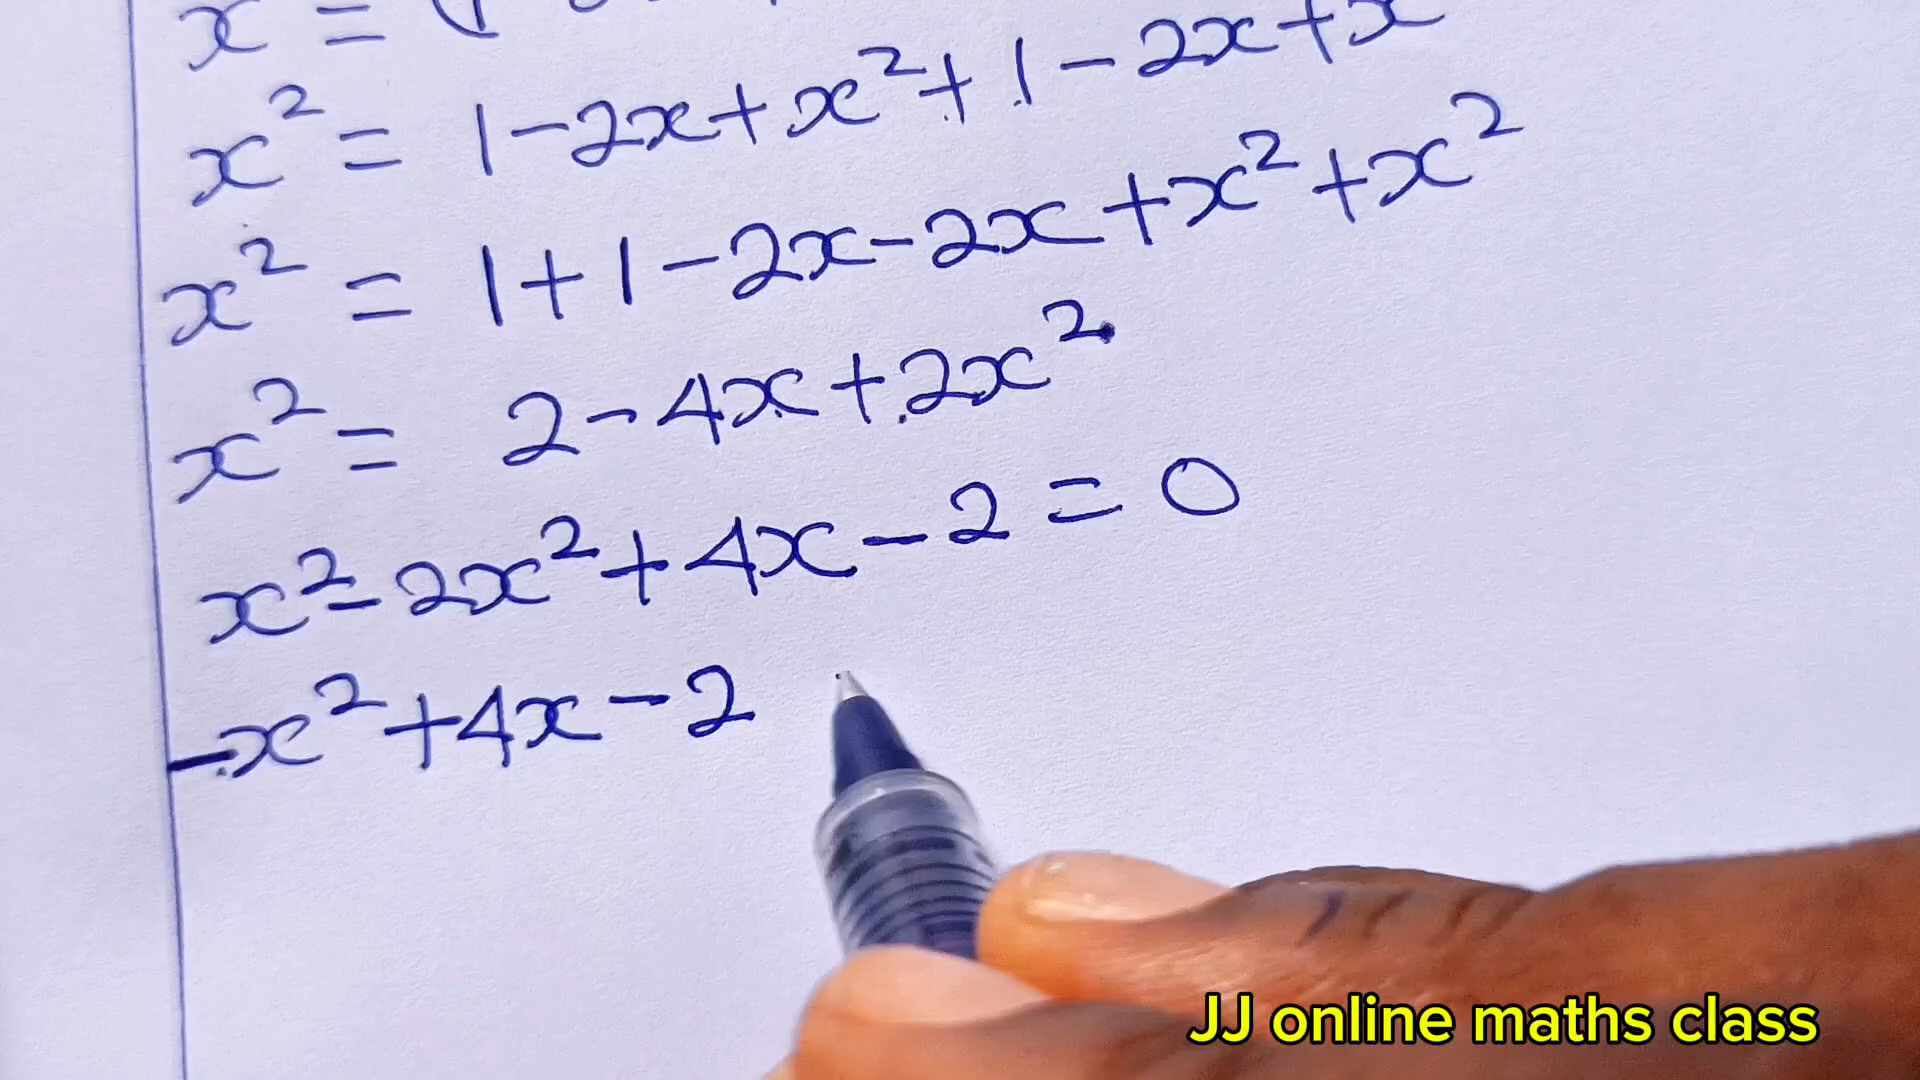 x =
x² = 1 - 2x + x² + 1 - 2x + x
x² = 1 + 1 - 2x - 2x + x² + x²
x² = 2 - 4x + 2x²
x² - 2x² + 4x - 2 = 0
-x² + 4x - 2
JJ online maths class